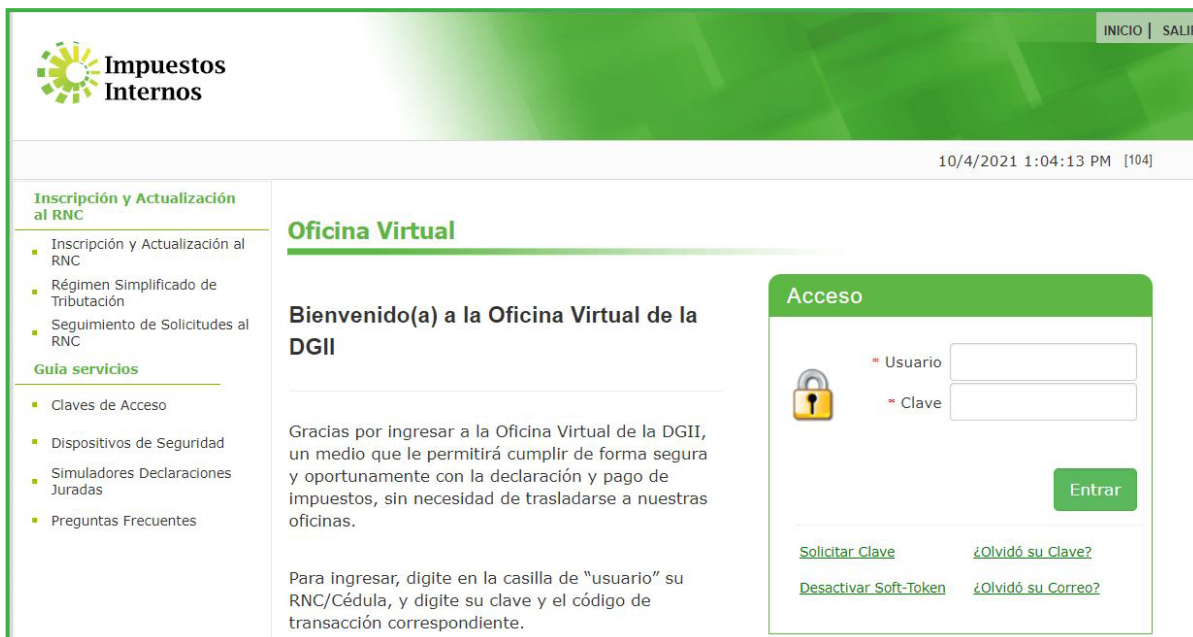 Impuestos
Internos
INICIO | SALIR
10/4/2021 1:04:13 PM [104]
Inscripción y Actualización
al RNC
Inscripción y Actualización al
RNC
Régimen Simplificado de
Tributación
Seguimiento de Solicitudes al
RNC
Guia servicios
Claves de Acceso
Dispositivos de Seguridad
Simuladores Declaraciones
Juradas
Preguntas Frecuentes
Oficina Virtual
Bienvenido(a) a la Oficina Virtual de la
DGII
Gracias por ingresar a la Oficina Virtual de la DGII,
un medio que le permitirá cumplir de forma segura
y oportunamente con la declaración y pago de
impuestos, sin necesidad de trasladarse a nuestras
oficinas.
Para ingresar, digite en la casilla de “usuario” su
RNC/Cédula, y digite su clave y el código de
transacción correspondiente.
Acceso
* Usuario
* Clave
Entrar
Solicitar Clave
¿Olvidó su Clave?
Desactivar Soft-Token
¿Olvidó su Correo?